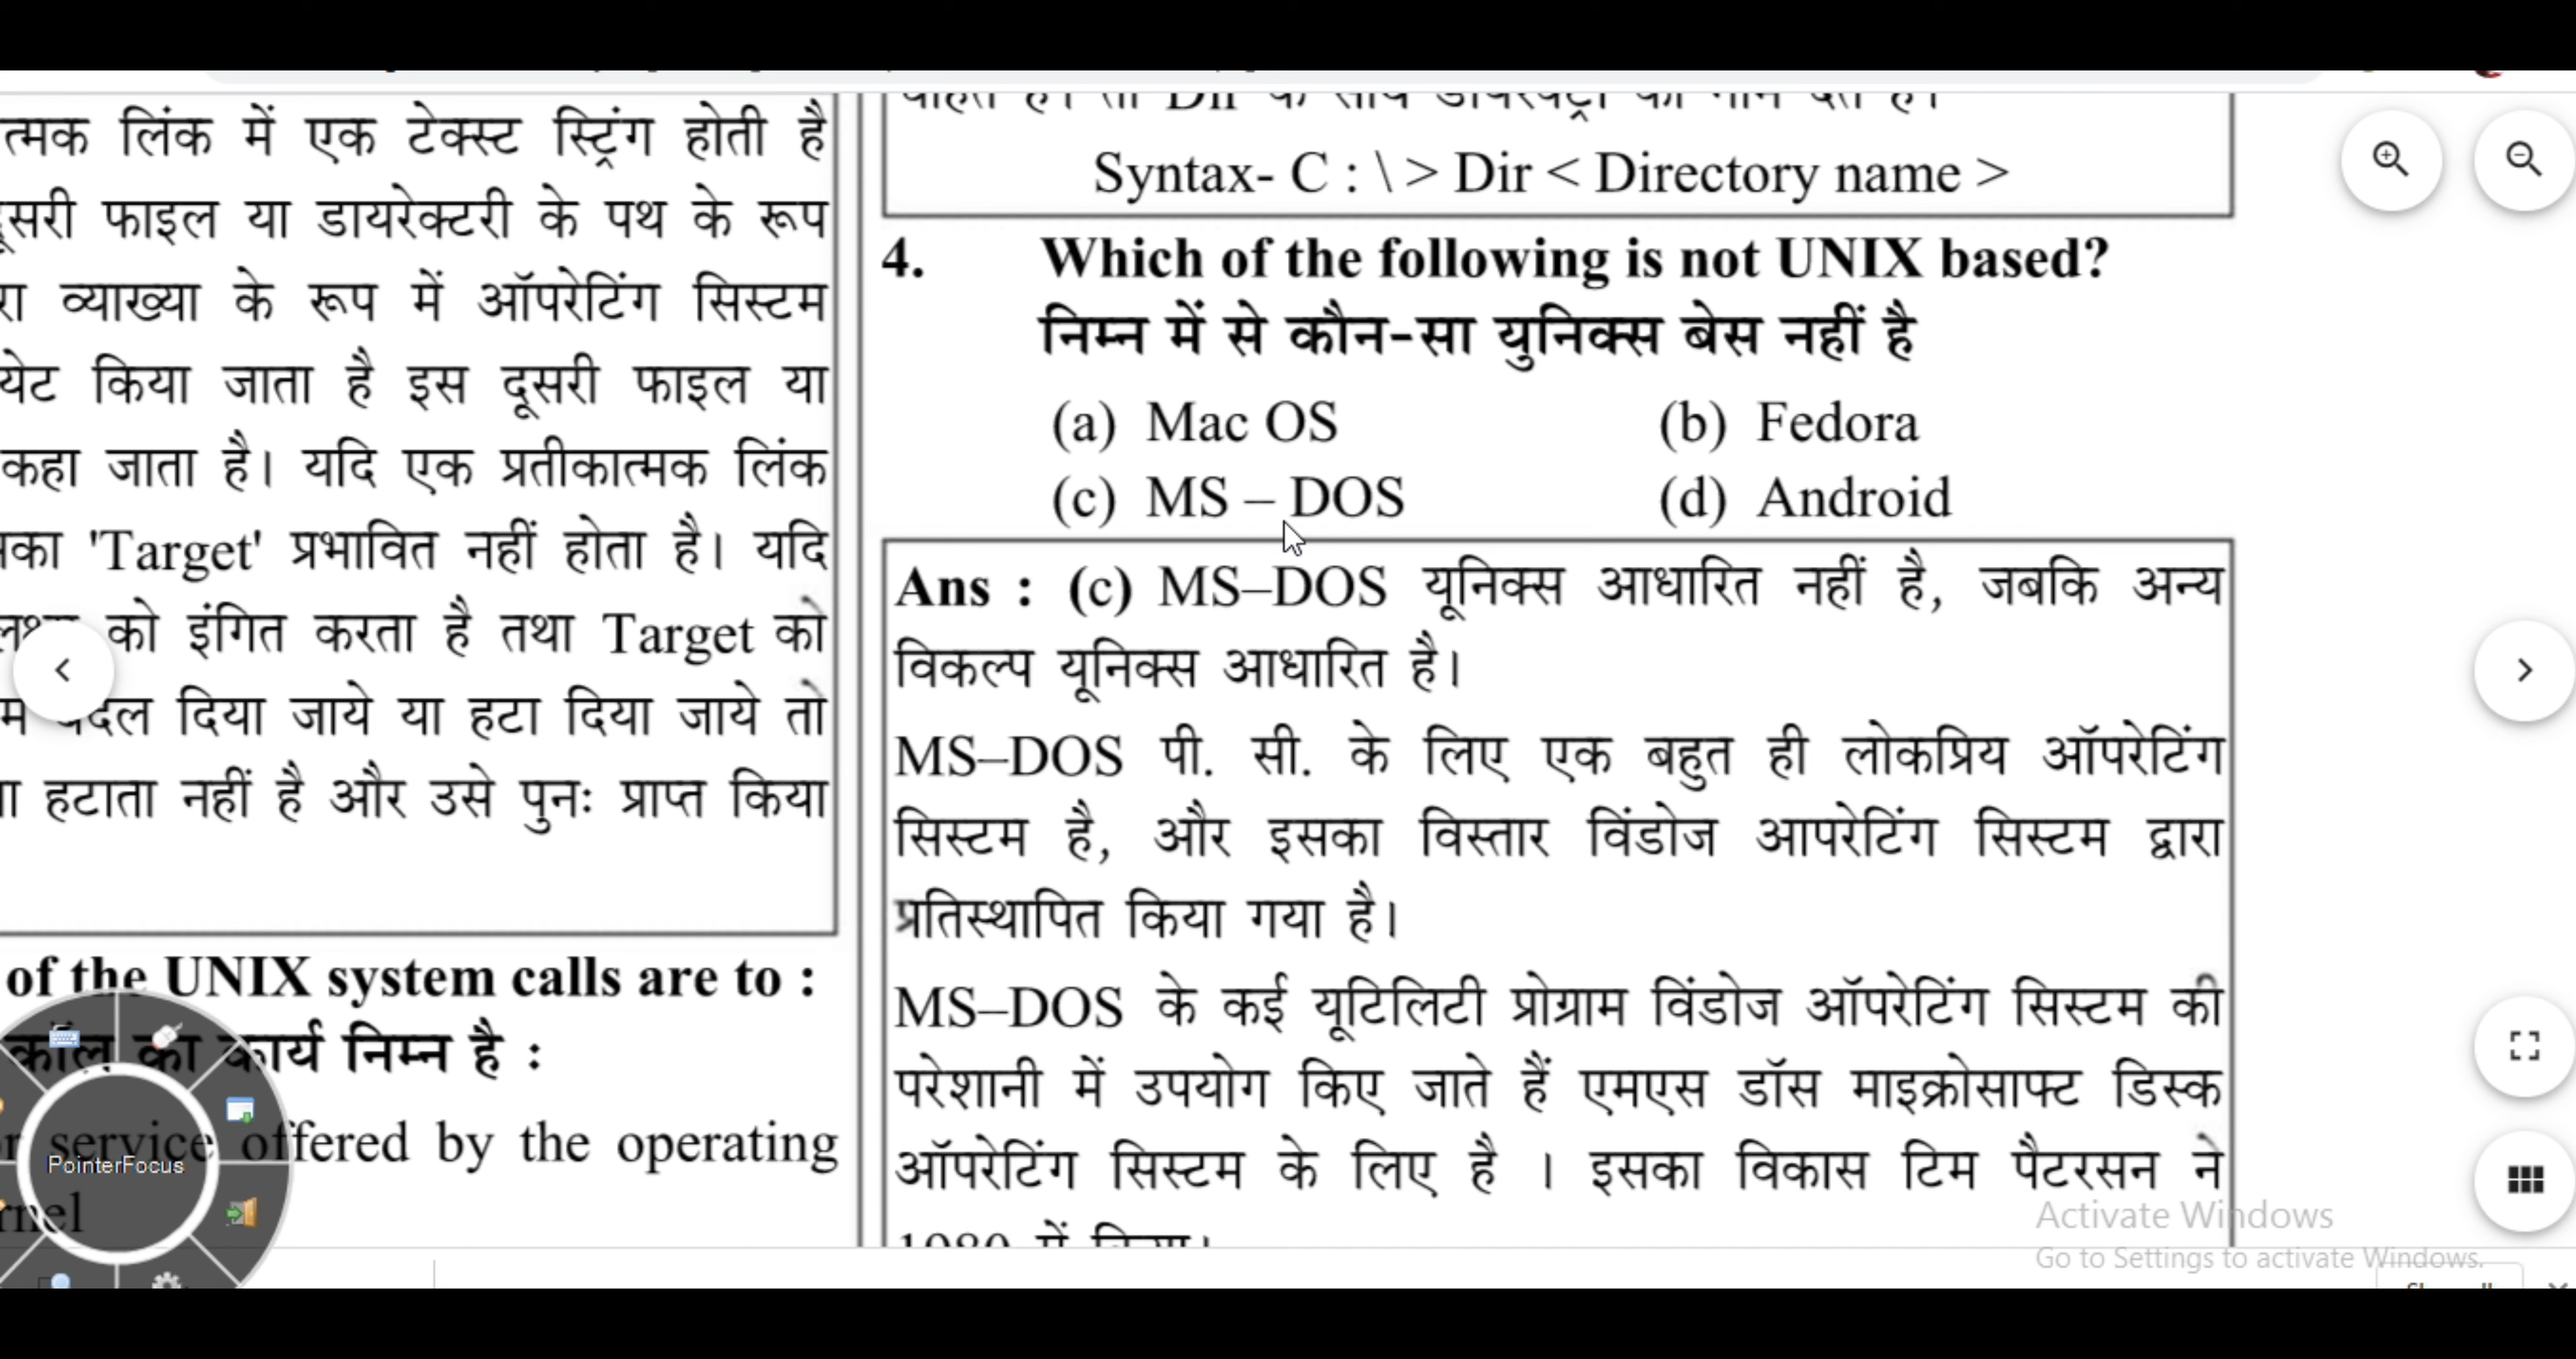 त्मक लिंक में एक टेक्स्ट स्ट्रिंग होती है
दूसरी फाइल या डायरेक्टरी के पथ के रूप
व्याख्या के रूप में ऑपरेटिंग सिस्टम
किया जाता है इस दूसरी फाइल या
कहा जाता है। यदि एक प्रतीकात्मक लिंक
'Target' प्रभावित नहीं होता है। यदि
को इंगित करता है तथा Target को
दिया जाये या हटा दिया जाये तो
हटाता नहीं है और उसे पुनः प्राप्त किया
of the UNIX system calls are to :
कॉल का कार्य निम्न है :
service offered by the operating
PointerFocus
Syntax- C : \ > Dir < Directory name >
4. Which of the following is not UNIX based?
निम्न में से कौन-सा युनिक्स बेस नहीं है
(a) Mac OS (b) Fedora
(c) MS – DOS (d) Android
Ans : (c) MS–DOS यूनिक्स आधारित नहीं है, जबकि अन्य
विकल्प यूनिक्स आधारित है।
MS–DOS पी. सी. के लिए एक बहुत ही लोकप्रिय ऑपरेटिंग
सिस्टम है, और इसका विस्तार विंडोज आपरेटिंग सिस्टम द्वारा
प्रतिस्थापित किया गया है।
MS–DOS के कई यूटिलिटी प्रोग्राम विंडोज ऑपरेटिंग सिस्टम की
परेशानी में उपयोग किए जाते हैं एमएस डॉस माइक्रोसाफ्ट डिस्क
ऑपरेटिंग सिस्टम के लिए है । इसका विकास टिम पैटरसन ने
Activate Windows
Go to Settings to activate Windows.